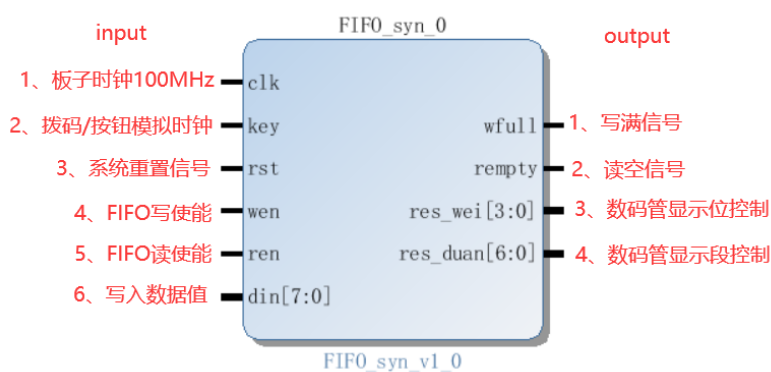 FIFO_syn_0
input
output
1、板子时钟100MHz
clk
2、拨码/按钮模拟时钟
key
wfull
1、写满信号
3、系统重置信号
rst
rempty
2、读空信号
4、FIFO写使能
wen
res_wei[3:0]
3、数码管显示位控制
5、FIFO读使能
ren
res_duan[6:0]
4、数码管显示段控制
6、写入数据值
din[7:0]
FIFO_syn_v1_0